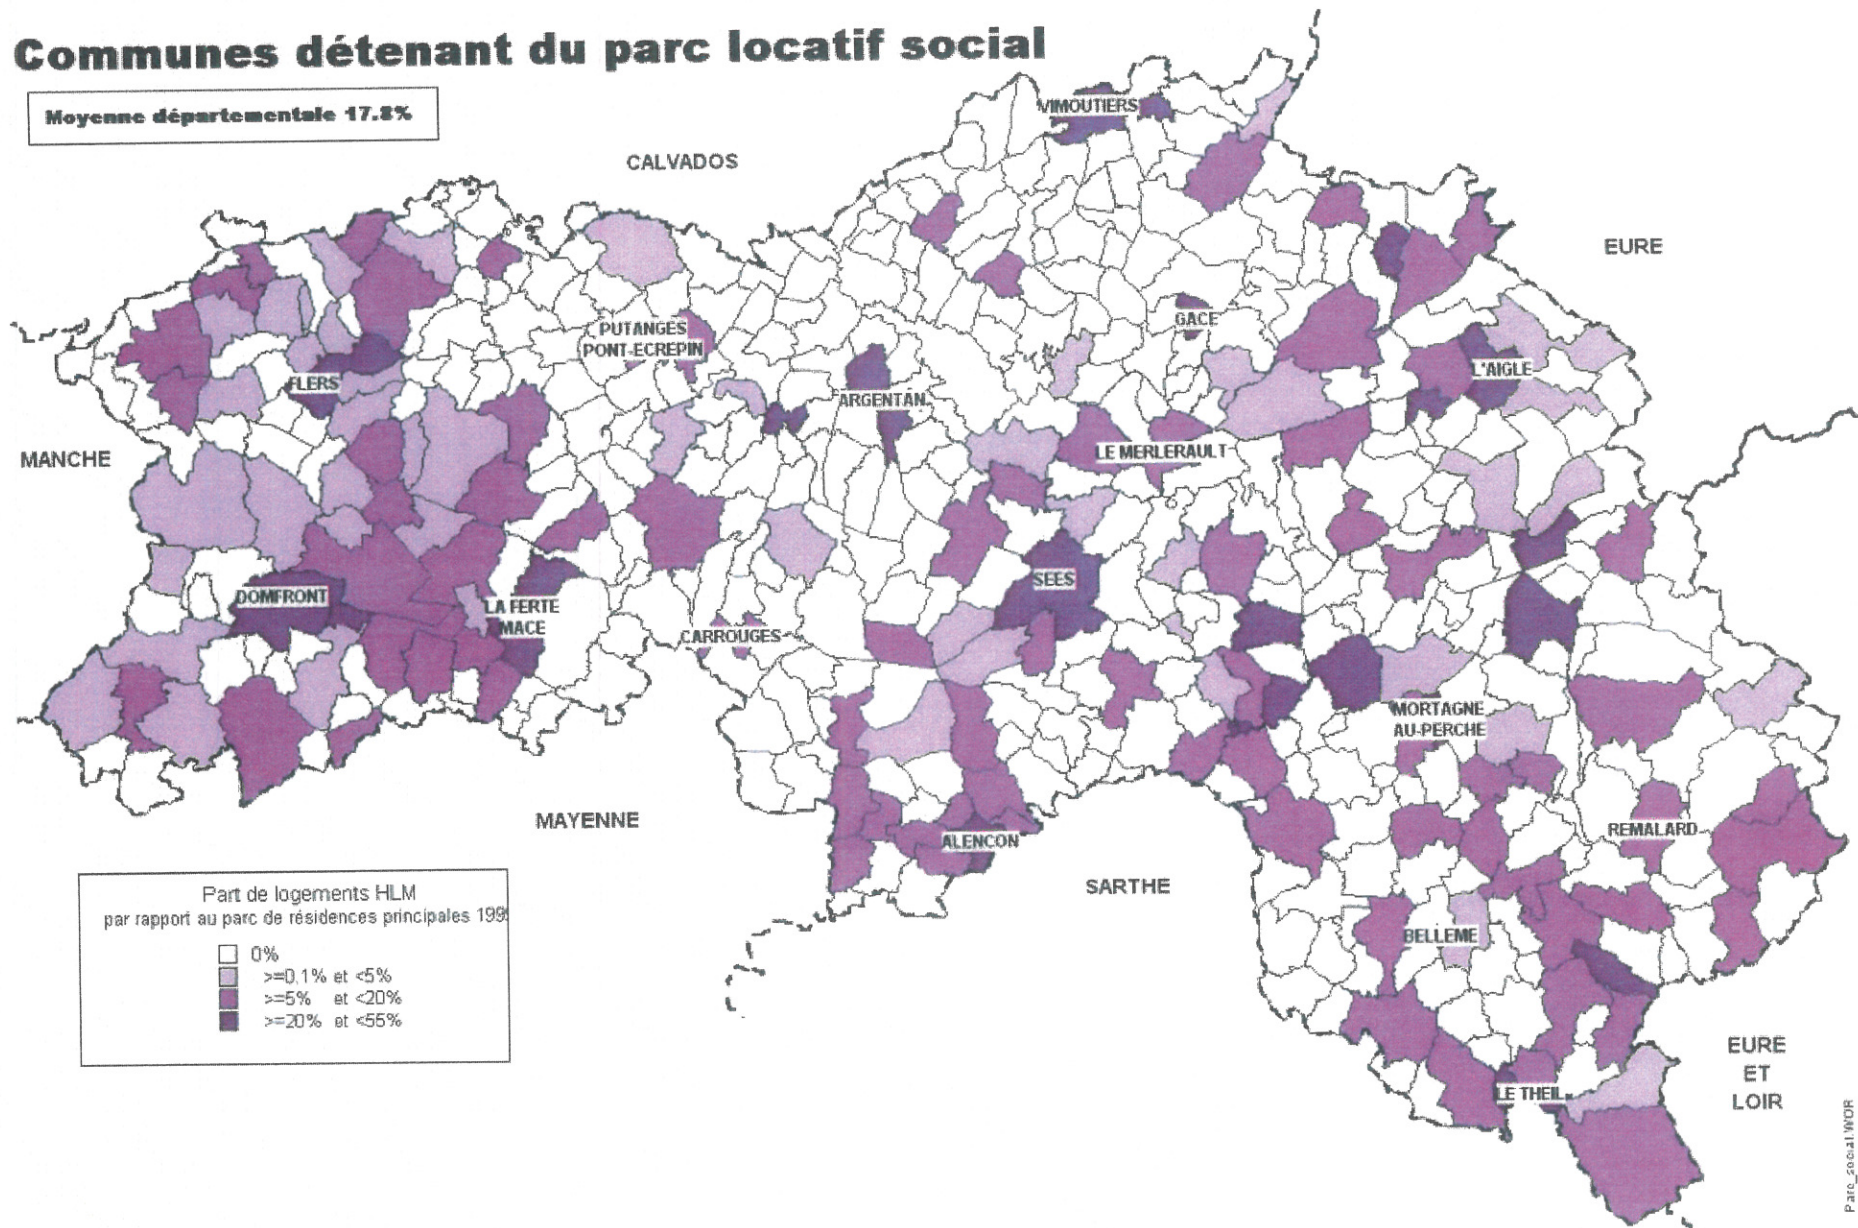 Communes détenant du parc locatif social
Moyenne départementale 17.8%
CALVADOS
VIMOUTIERS
EURE
GACE
PUTANGES
PONT-ECREPIN
L'AIGLE
FLERS
ARGENTAN
MANCHE
LE MERLERAULT
SEES
DOMFRONT
LA FERTE
MACE
CARROUGES
MORTAGNE
AU-PERCHE
MAYENNE
ALENCON
REMALARD
SARTHE
BELLEME
LE THEIL
EURE
ET
LOIR
Part de logements HLM
par rapport au parc de résidences principales 199
0%
>=0,1% et <5%
>=5% et <20%
>=20% et <55%
Parc_social.WOR